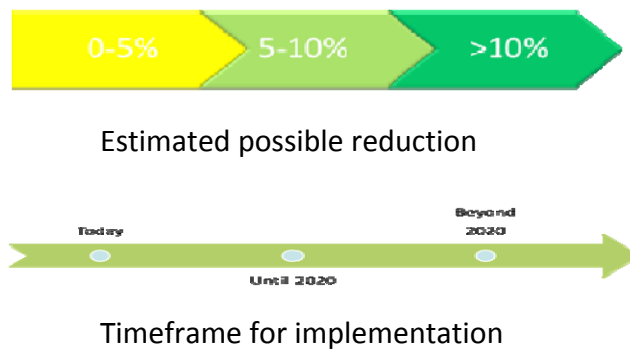 0-5% 5-10% >10%
Estimated possible reduction
Beyond
Today 2020
Until 2020
Timeframe for implementation